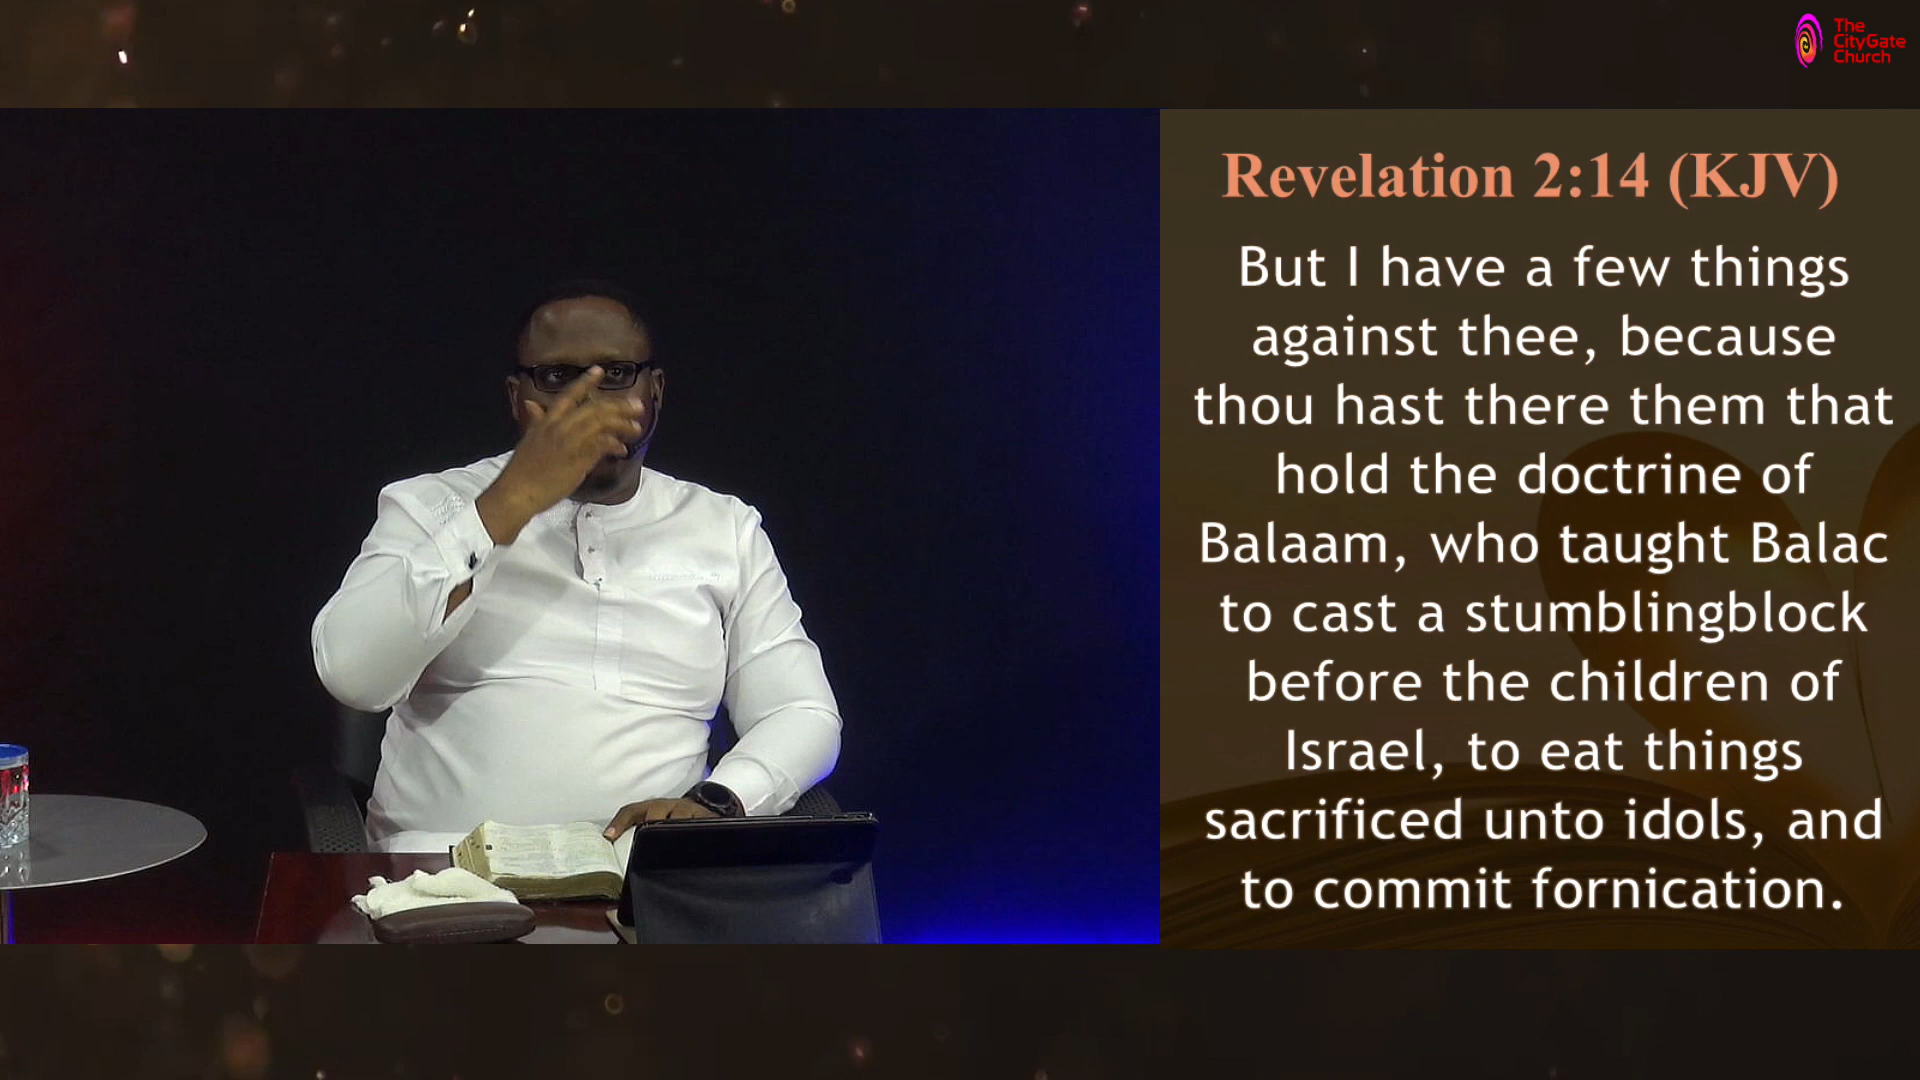 The
CityGate
Church
Revelation 2:14 (KJV)
But I have a few things
against thee, because
thou hast there them that
hold the doctrine of
Balaam, who taught Balac
to cast a stumblingblock
before the children of
Israel, to eat things
sacrificed unto idols, and
to commit fornication.